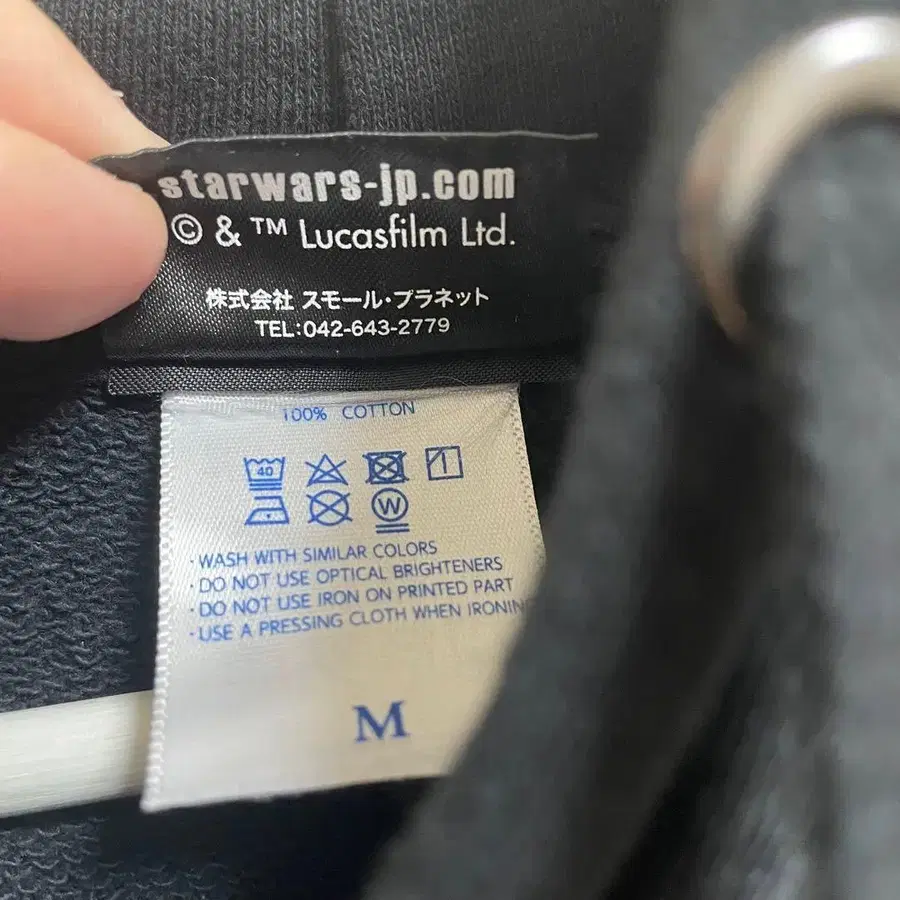 starwars-jp.com
© & ™ Lucasfilm Ltd.
株式会社 スモール・プラネット
TEL:042-643-2779
100% COTTON
40
W
· WASH WITH SIMILAR COLORS
· DO NOT USE OPTICAL BRIGHTENERS
· DO NOT USE IRON ON PRINTED PART
· USE A PRESSING CLOTH WHEN IRONIN
M